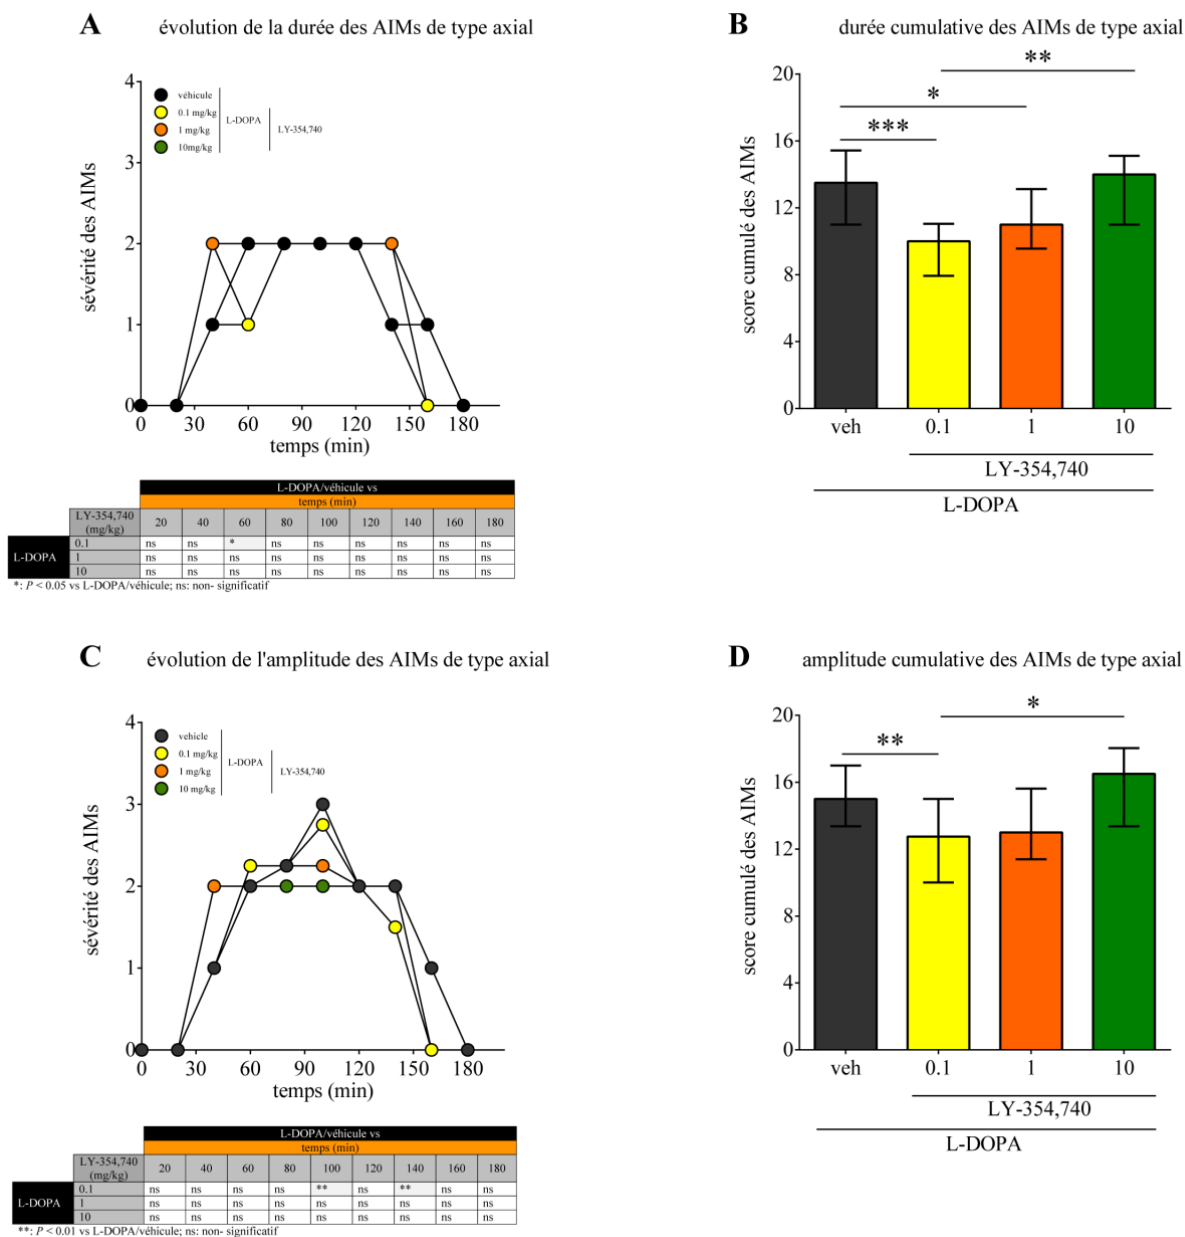 A évolution de la durée des AIMs de type axial
4
3
2
1
0
sévérité des AIMs
véhicule
0.1 mg/kg
1 mg/kg
10mg/kg
L-DOPA
LY-354,740
0 30 60 90 120 150 180
temps (min)
L-DOPA/véhicule vs
temps (min)
LY-354,740 (mg/kg) 20 40 60 80 100 120 140 160 180
L-DOPA
0.1 ns ns * ns ns ns ns ns ns
1 ns ns ns ns ns ns ns ns ns
10 ns ns ns ns ns ns ns ns ns
*: P < 0.05 vs L-DOPA/véhicule; ns: non- significatif
B durée cumulative des AIMs de type axial
20
16
12
8
4
0
score cumulé des AIMs
**
*
***
veh 0.1 1 10
LY-354,740
L-DOPA
C évolution de l'amplitude des AIMs de type axial
4
3
2
1
0
sévérité des AIMs
vehicle
0.1 mg/kg
1 mg/kg
10 mg/kg
L-DOPA
LY-354,740
0 30 60 90 120 150 180
temps (min)
L-DOPA/véhicule vs
temps (min)
LY-354,740 (mg/kg) 20 40 60 80 100 120 140 160 180
L-DOPA
0.1 ns ns ns ns ** ns ** ns ns
1 ns ns ns ns ns ns ns ns ns
10 ns ns ns ns ns ns ns ns ns
**: P < 0.01 vs L-DOPA/véhicule; ns: non- significatif
D amplitude cumulative des AIMs de type axial
20
16
12
8
4
0
score cumulé des AIMs
*
**
veh 0.1 1 10
LY-354,740
L-DOPA